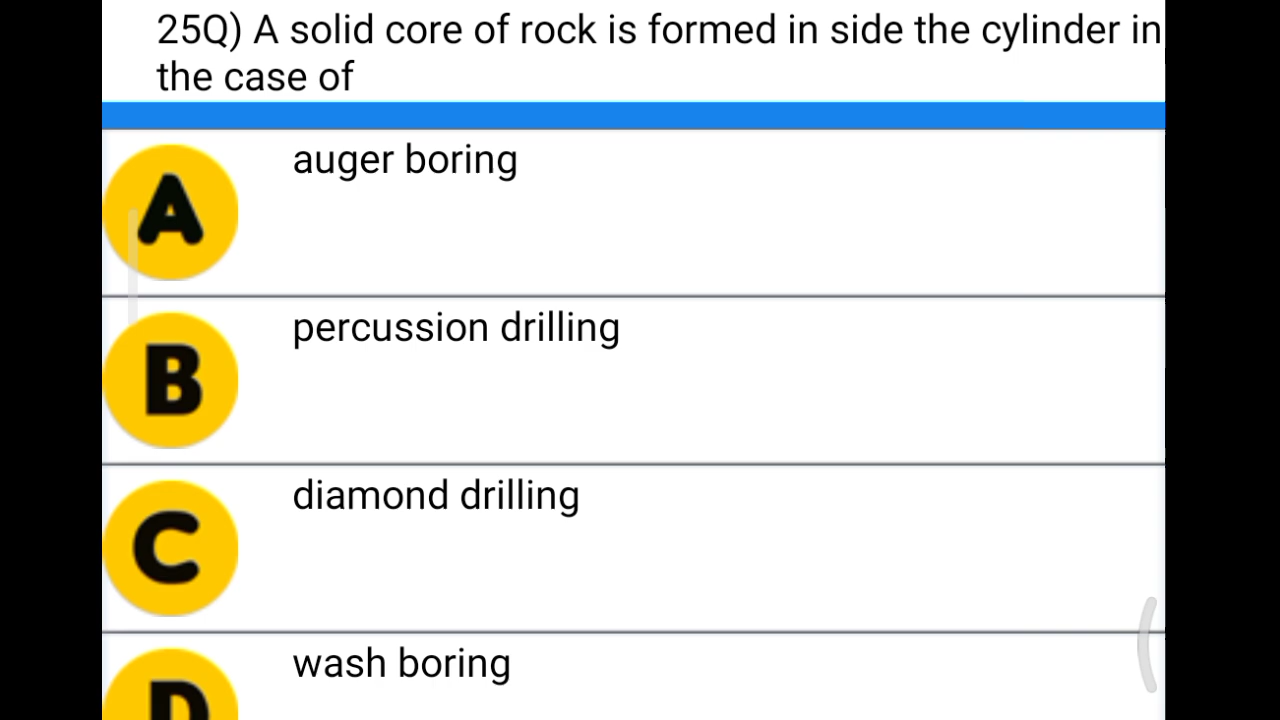 25Q) A solid core of rock is formed in side the cylinder in
the case of
A
auger boring
B
percussion drilling
C
diamond drilling
D
wash boring